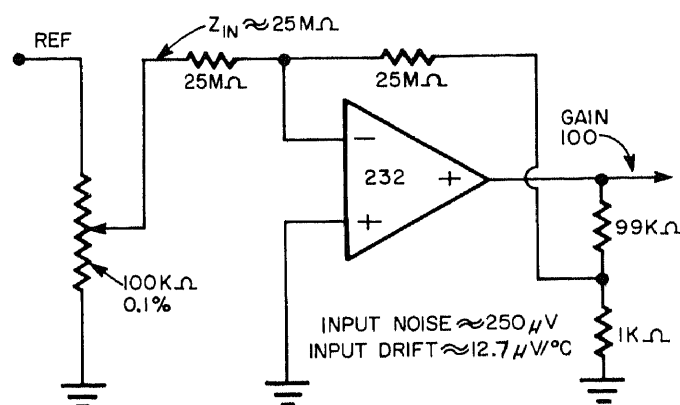 REF
Z_IN ≈ 25MΩ
25MΩ
25MΩ
GAIN
100
−
232
+
+
99KΩ
100KΩ
0.1%
INPUT NOISE ≈ 250μV
INPUT DRIFT ≈ 12.7μV/°C
1KΩ